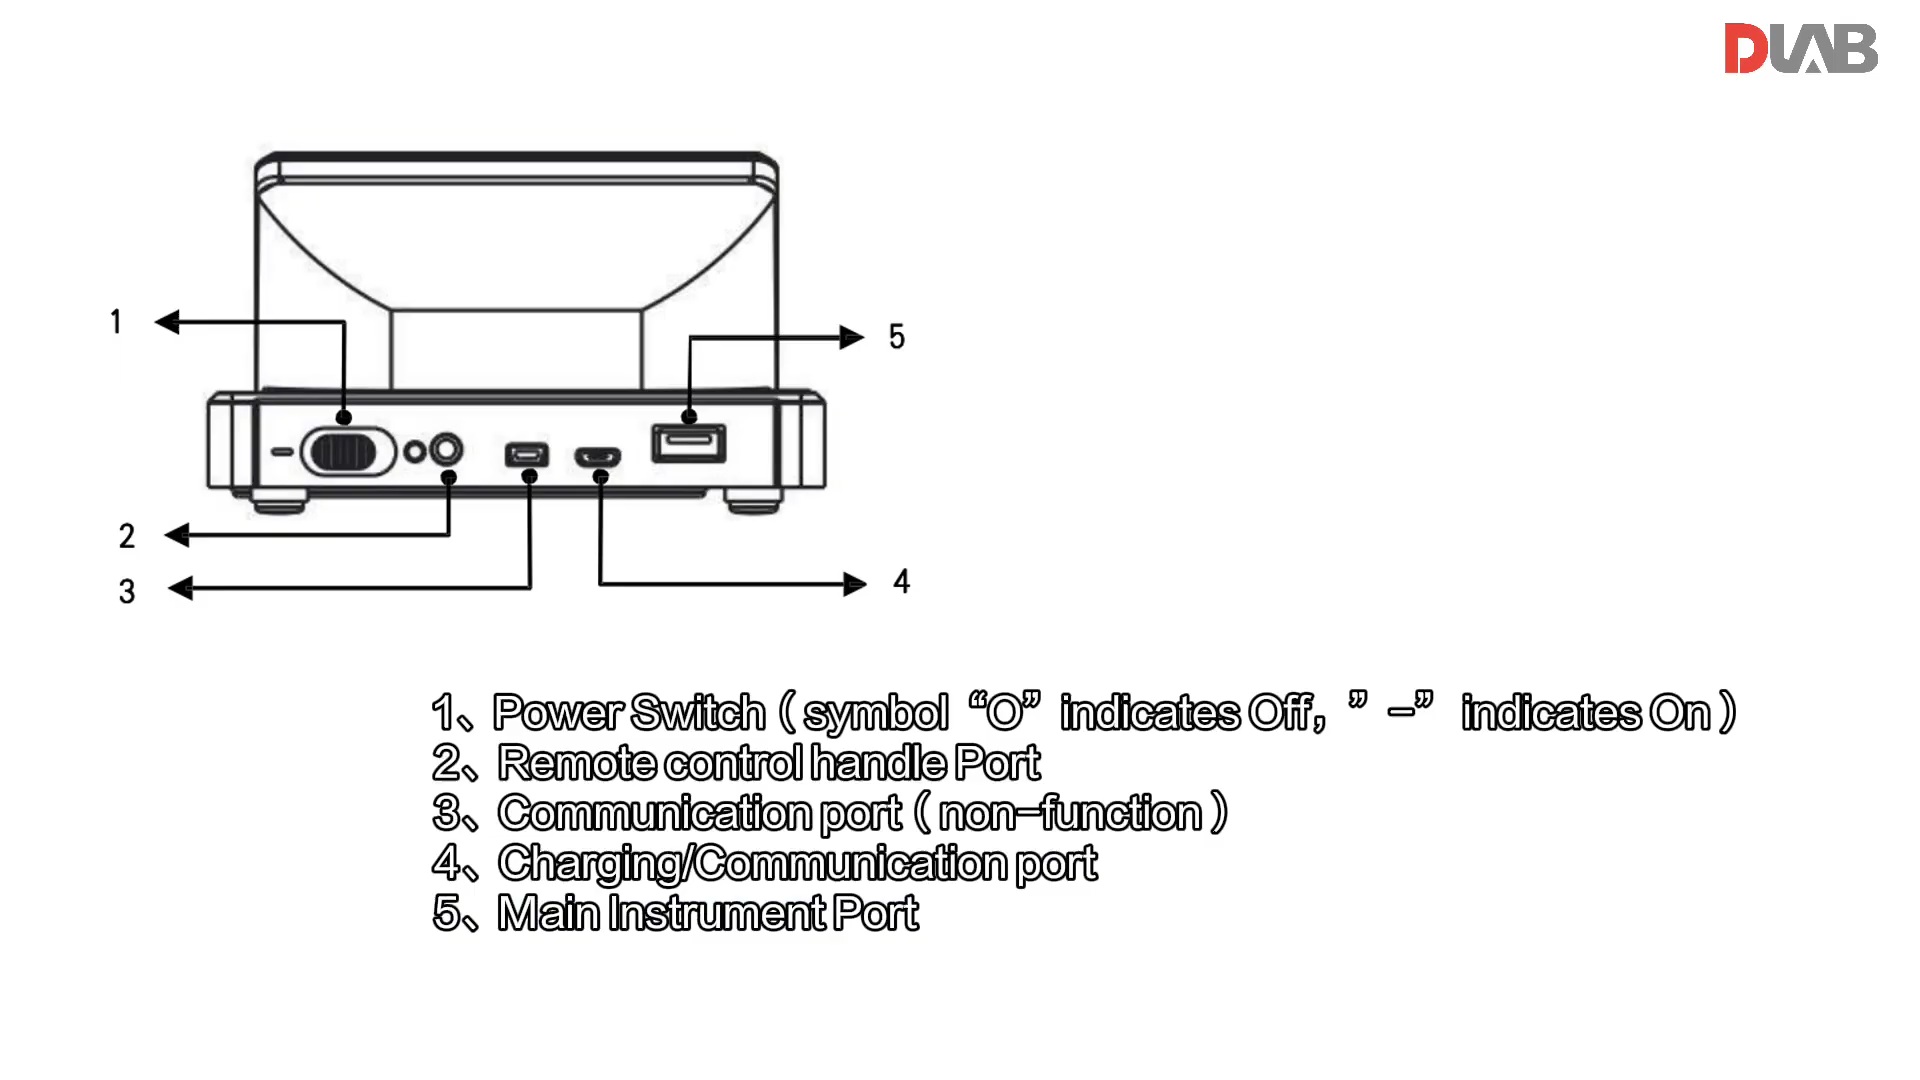 DLAB
1
5
2
3
4
1、Power Switch（symbol “O” indicates Off， ”-” indicates On）
2、Remote control handle Port
3、Communication port（non-function）
4、Charging/Communication port
5、Main Instrument Port